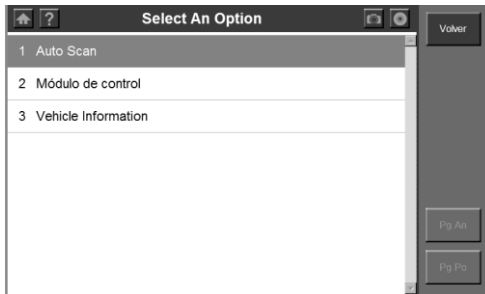 ? Select An Option
Volver
1 Auto Scan
2 Módulo de control
3 Vehicle Information
Pg An
Pg Po